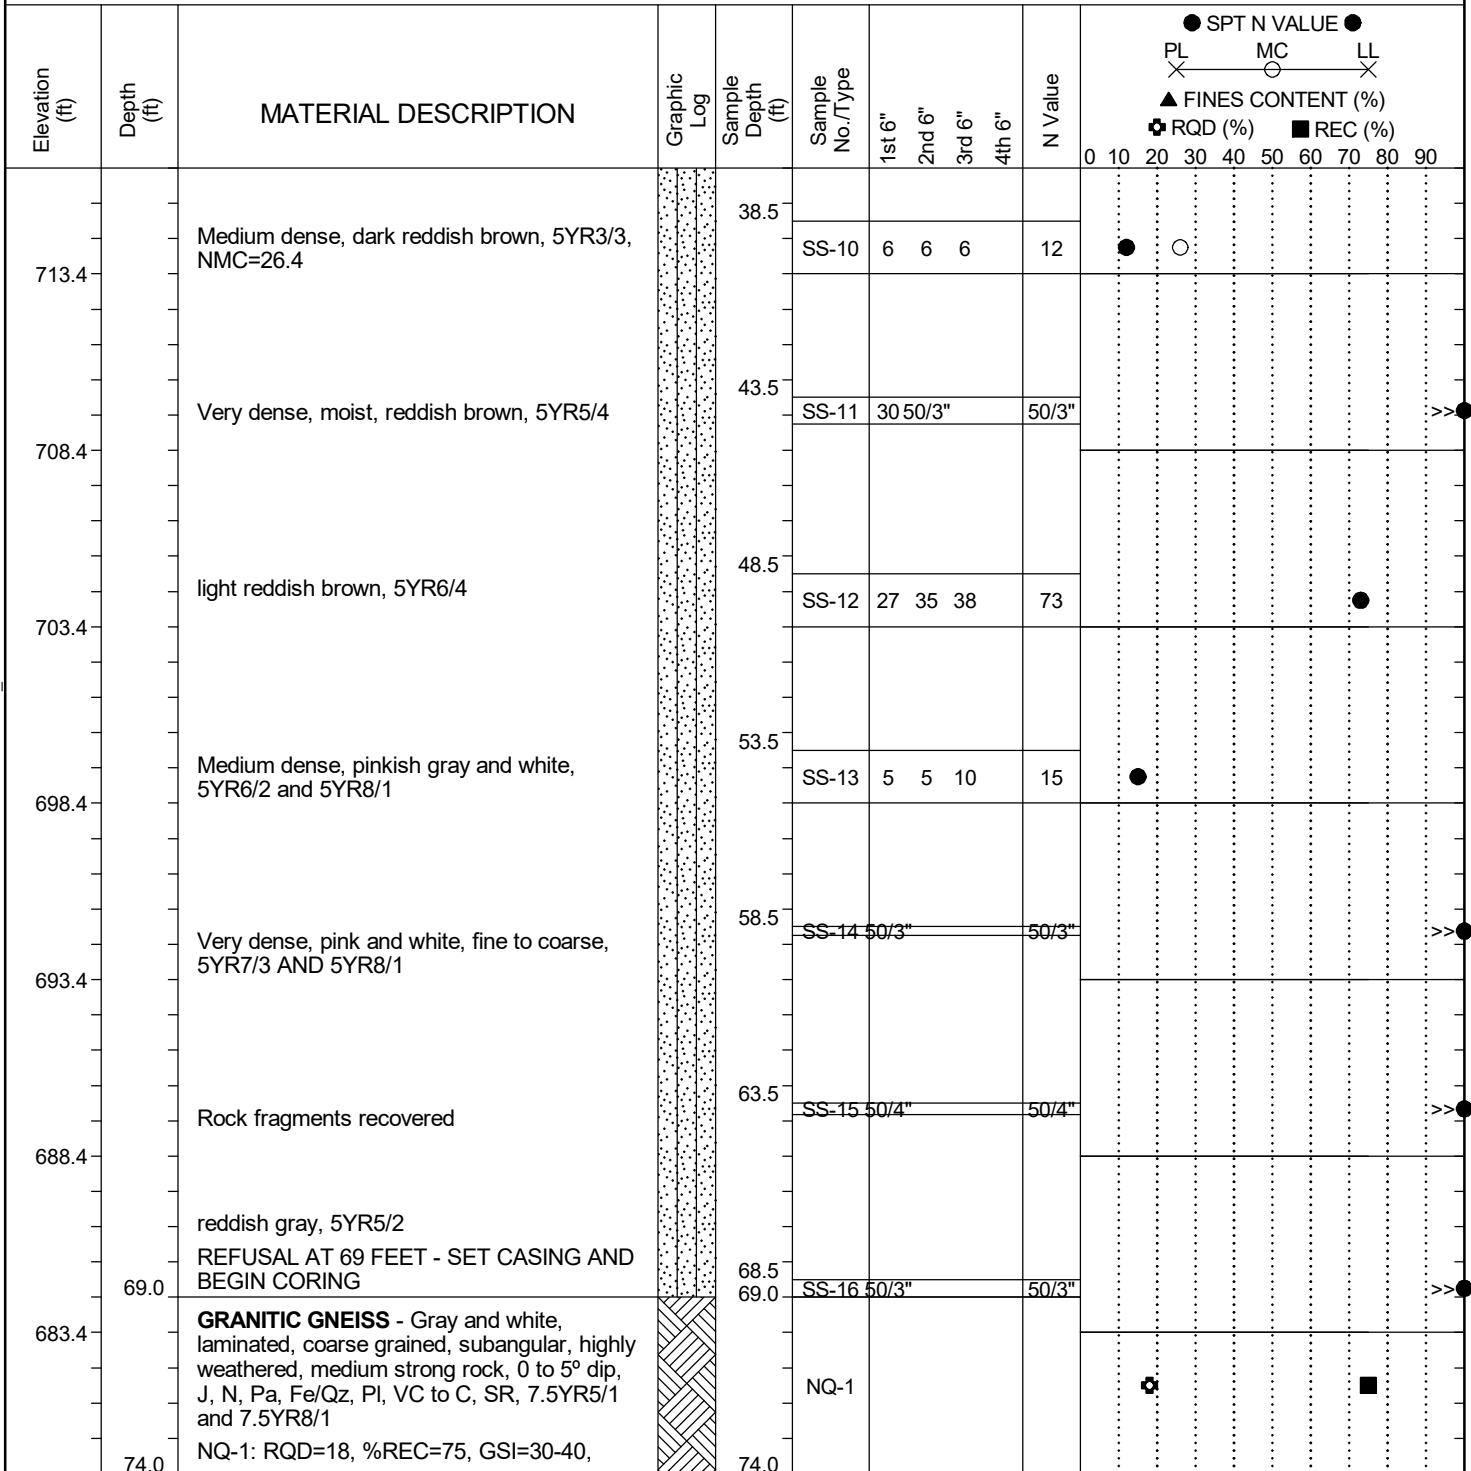 ● SPT N VALUE ●
PL MC LL
▲ FINES CONTENT (%)
RQD (%) ■ REC (%)
Elevation (ft)
Depth (ft)
MATERIAL DESCRIPTION
Graphic Log
Sample Depth (ft)
Sample No./Type
1st 6"
2nd 6"
3rd 6"
4th 6"
N Value
0 10 20 30 40 50 60 70 80 90
38.5
Medium dense, dark reddish brown, 5YR3/3,
NMC=26.4
SS-10 6 6 6 12
713.4
43.5
Very dense, moist, reddish brown, 5YR5/4
SS-11 30 50/3" 50/3" >>
708.4
48.5
light reddish brown, 5YR6/4
SS-12 27 35 38 73
703.4
53.5
Medium dense, pinkish gray and white,
5YR6/2 and 5YR8/1
SS-13 5 5 10 15
698.4
58.5
SS-14 50/3" 50/3" >>
Very dense, pink and white, fine to coarse,
5YR7/3 AND 5YR8/1
693.4
63.5
SS-15 50/4" 50/4" >>
Rock fragments recovered
688.4
reddish gray, 5YR5/2
REFUSAL AT 69 FEET - SET CASING AND
BEGIN CORING
68.5
69.0 69.0 SS-16 50/3" 50/3" >>
GRANITIC GNEISS - Gray and white,
683.4 laminated, coarse grained, subangular, highly
weathered, medium strong rock, 0 to 5º dip,
J, N, Pa, Fe/Qz, Pl, VC to C, SR, 7.5YR5/1
and 7.5YR8/1
NQ-1
NQ-1: RQD=18, %REC=75, GSI=30-40,
74.0 74.0